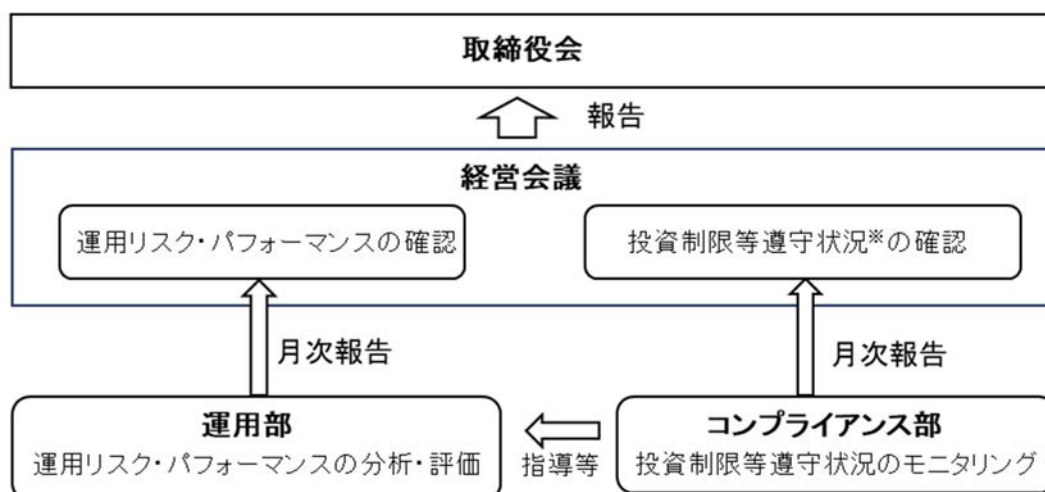 取締役会
報告
経営会議
運用リスク・パフォーマンスの確認
投資制限等遵守状況※の確認
月次報告
月次報告
運用部
運用リスク・パフォーマンスの分析・評価
指導等
コンプライアンス部
投資制限等遵守状況のモニタリング